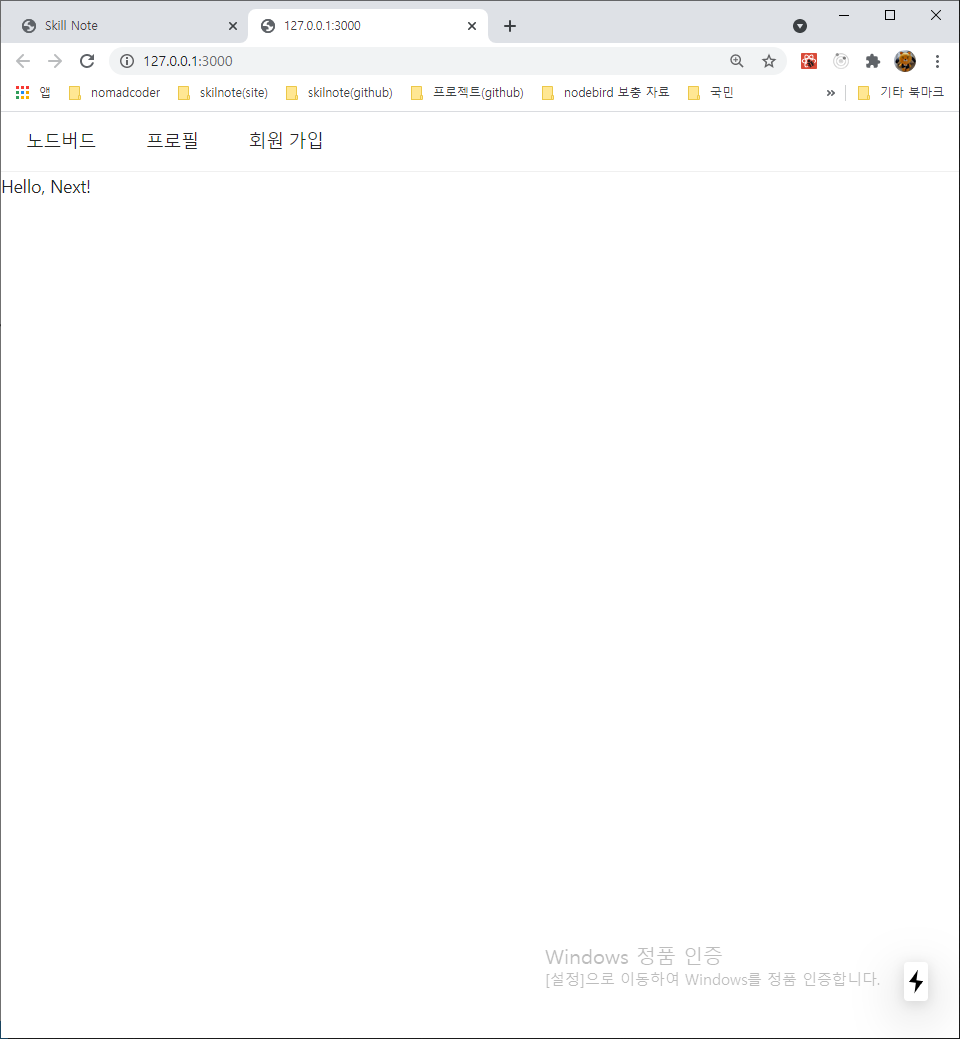 Skill Note
127.0.0.1:3000
127.0.0.1:3000
앱 nomadcoder skilnote(site) skilnote(github) 프로젝트(github) nodebird 보충 자료 국민 » 기타 북마크
노드버드 프로필 회원 가입
Hello, Next!
Windows 정품 인증
[설정]으로 이동하여 Windows를 정품 인증합니다.